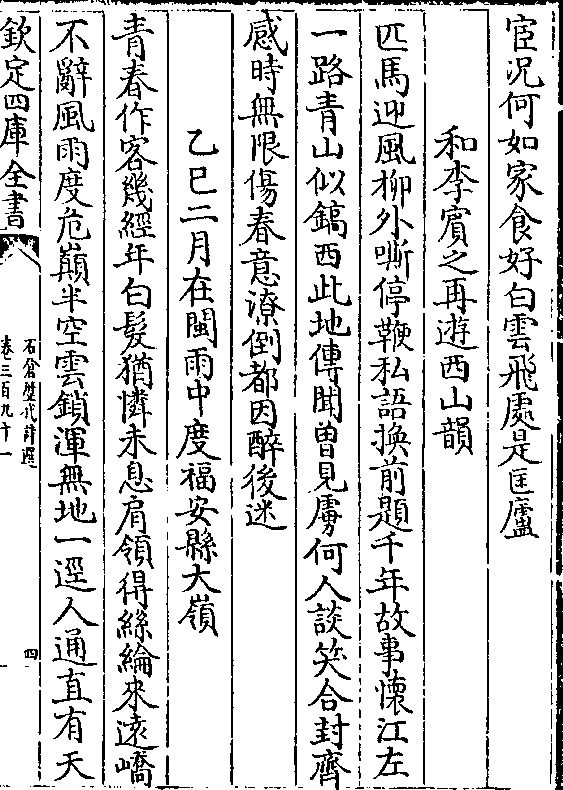 宦況何如家食好白雲飛處是匡廬
和李賓之再遊西山韻
匹馬迎風柳外嘶停鞭私語換前題千年故事懷江左
一路青山似鎬西此地傳聞曽見虜何人談笑合封齊
感時無限傷春意潦倒都因醉後迷
乙巳二月在閩雨中度福安縣大嶺
青春作客幾經年白髮猶憐未息肩領得絲綸來遠嶠
不辭風雨度危巔半空雲鎖渾無地一逕人通直有天
欽定四庫全書
石倉歷代詩選
卷三百九十一
四